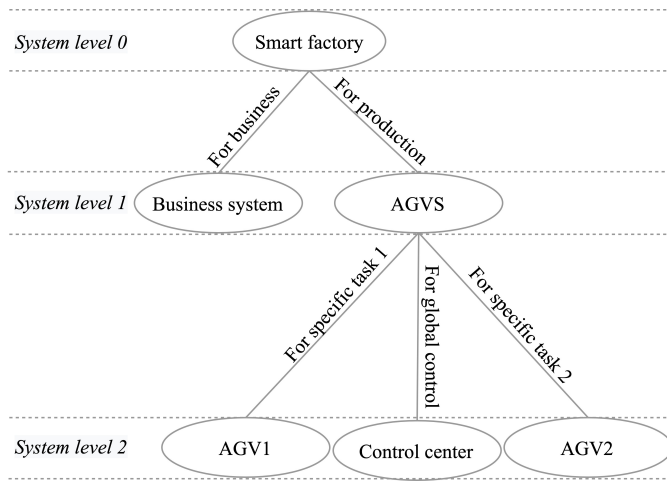 System level 0
Smart factory
For business
For production
System level 1
Business system
AGVS
For specific task 1
For global control
For specific task 2
System level 2
AGV1
Control center
AGV2